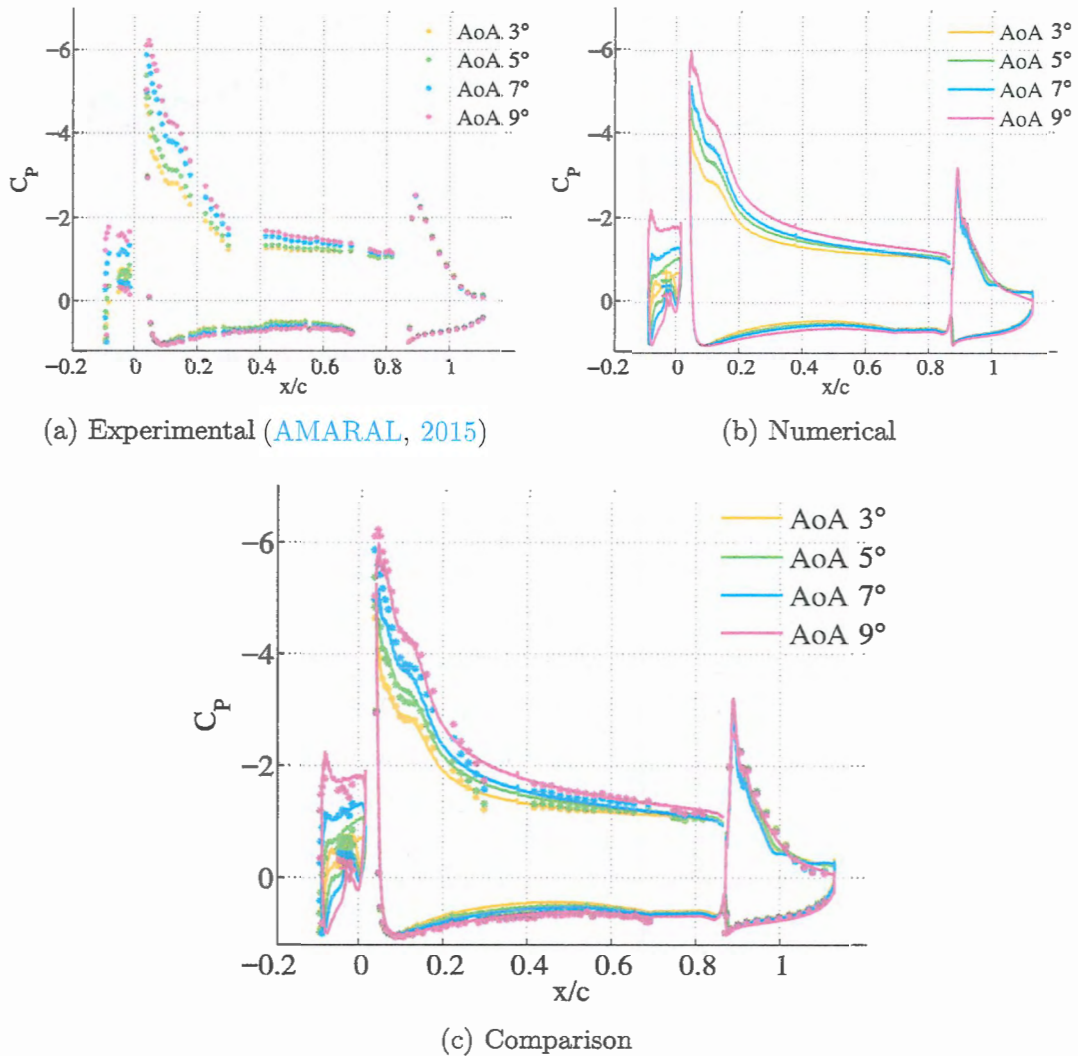 AoA 3°
AoA 5°
AoA 7°
AoA 9°
−6
−4
−2
0
C_P
−0.2 0 0.2 0.4 0.6 0.8 1
x/c
(a) Experimental (AMARAL, 2015)
AoA 3°
AoA 5°
AoA 7°
AoA 9°
−6
−4
−2
0
C_P
−0.2 0 0.2 0.4 0.6 0.8 1
x/c
(b) Numerical
AoA 3°
AoA 5°
AoA 7°
AoA 9°
−6
−4
−2
0
C_P
−0.2 0 0.2 0.4 0.6 0.8 1
x/c
(c) Comparison